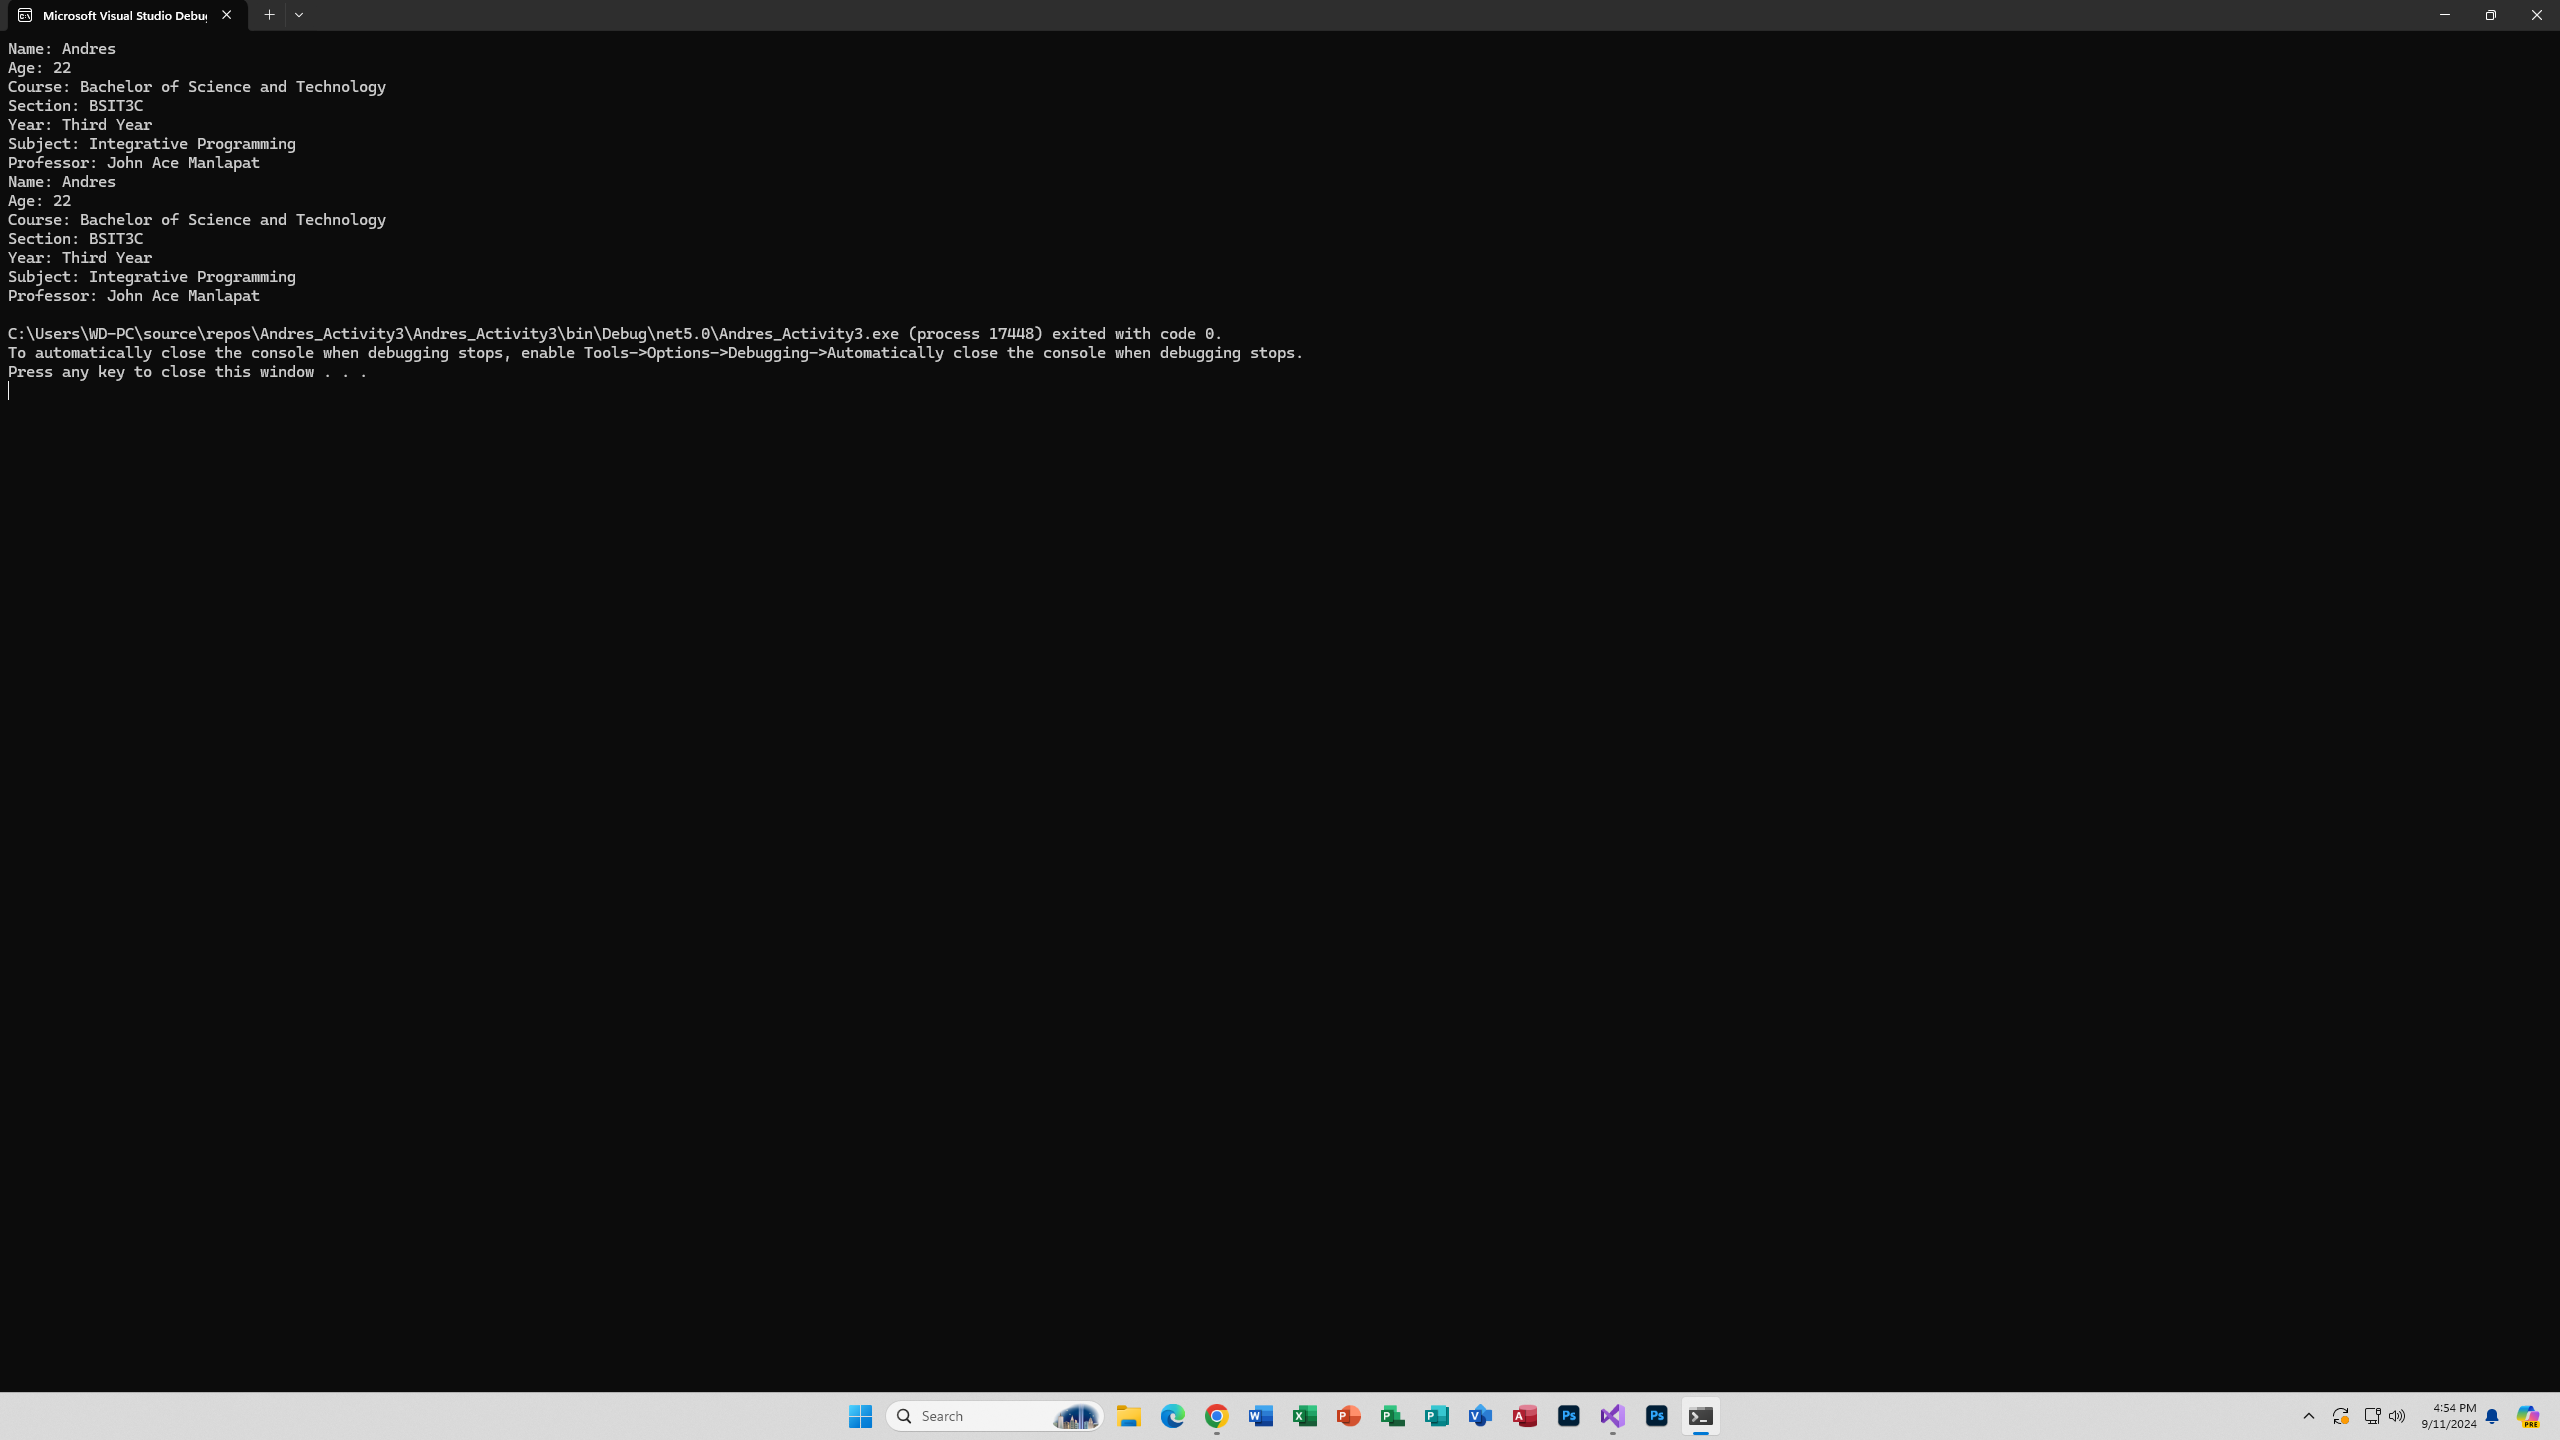 Microsoft Visual Studio Debug
Name: Andres
Age: 22
Course: Bachelor of Science and Technology
Section: BSIT3C
Year: Third Year
Subject: Integrative Programming
Professor: John Ace Manlapat
Name: Andres
Age: 22
Course: Bachelor of Science and Technology
Section: BSIT3C
Year: Third Year
Subject: Integrative Programming
Professor: John Ace Manlapat
C:\Users\WD-PC\source\repos\Andres_Activity3\Andres_Activity3\bin\Debug\net5.0\Andres_Activity3.exe (process 17448) exited with code 0.
To automatically close the console when debugging stops, enable Tools->Options->Debugging->Automatically close the console when debugging stops.
Press any key to close this window . . .
Search
4:54 PM
9/11/2024